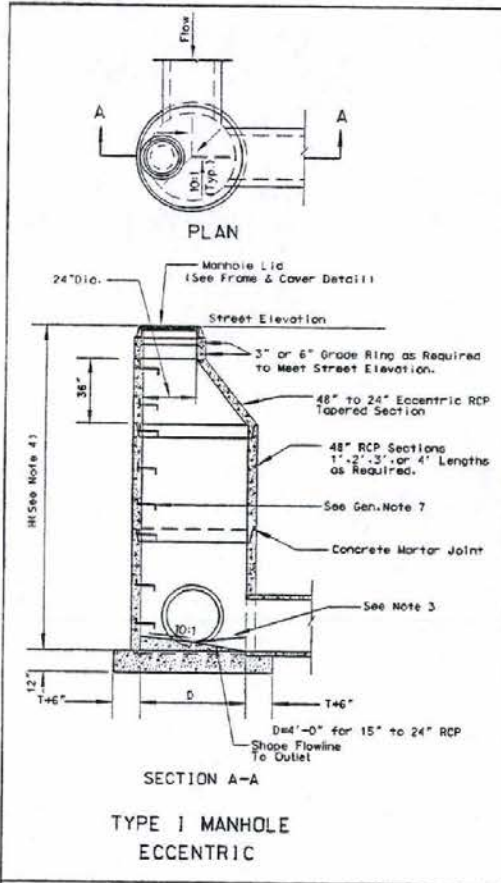 Flow
A
A
10:1
(Typ.)
PLAN
Manhole Lid
(See Frame & Cover Detail)
24"Dia.
Street Elevation
3" or 6" Grade Ring as Required
to Meet Street Elevation.
36"
48" to 24" Eccentric RCP
Tapered Section
48" RCP Sections
1',2',3',or 4' Lengths
as Required.
H(See Note 4)
See Gen.Note 7
Concrete Mortar Joint
See Note 3
10:1
12"
T+6"
D
T+6"
D=4'-0" for 15" to 24" RCP
Shape Flowline
To Outlet
SECTION A-A
TYPE I MANHOLE
ECCENTRIC